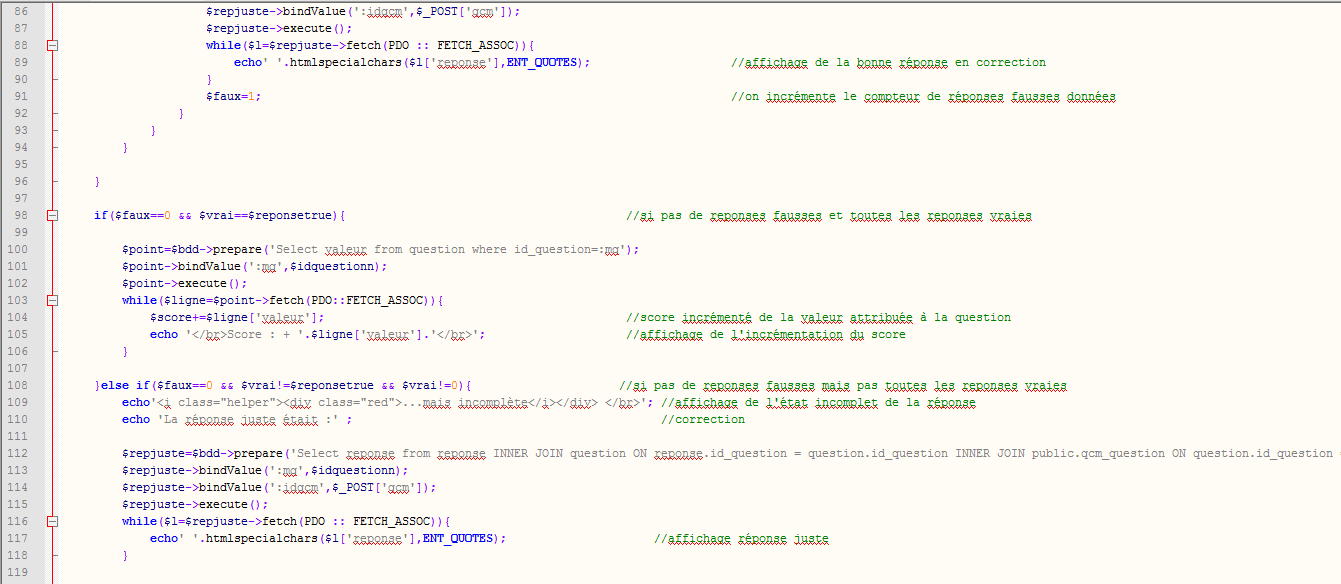 86 $repjuste->bindValue(':idqcm',$_POST['qcm']);
87 $repjuste->execute();
88 while($l=$repjuste->fetch(PDO :: FETCH_ASSOC)){
89 echo' '.htmlspecialchars($l['reponse'],ENT_QUOTES); //affichage de la bonne réponse en correction
90 }
91 $faux=1; //on incrémente le compteur de réponses fausses données
92 }
93 }
94 }
95
96 }
97
98 if($faux==0 && $vrai==$reponsetrue){ //si pas de reponses fausses et toutes les reponses vraies
99
100 $point=$bdd->prepare('Select valeur from question where id_question=:mq');
101 $point->bindValue(':mq',$idquestionn);
102 $point->execute();
103 while($ligne=$point->fetch(PDO::FETCH_ASSOC)){
104 $score+=$ligne['valeur']; //score incrémenté de la valeur attribuée à la question
105 echo '</br>Score : + '.$ligne['valeur'].'</br>'; //affichage de l'incrémentation du score
106 }
107
108 }else if($faux==0 && $vrai!=$reponsetrue && $vrai!=0){ //si pas de reponses fausses mais pas toutes les reponses vraies
109 echo'<i class="helper"><div class="red">...mais incomplète</i></div> </br>'; //affichage de l'état incomplet de la réponse
110 echo 'La réponse juste était :' ; //correction
111
112 $repjuste=$bdd->prepare('Select reponse from reponse INNER JOIN question ON reponse.id_question = question.id_question INNER JOIN public.qcm_question ON question.id_question
113 $repjuste->bindValue(':mq',$idquestionn);
114 $repjuste->bindValue(':idqcm',$_POST['qcm']);
115 $repjuste->execute();
116 while($l=$repjuste->fetch(PDO :: FETCH_ASSOC)){
117 echo' '.htmlspecialchars($l['reponse'],ENT_QUOTES); //affichage réponse juste
118 }
119